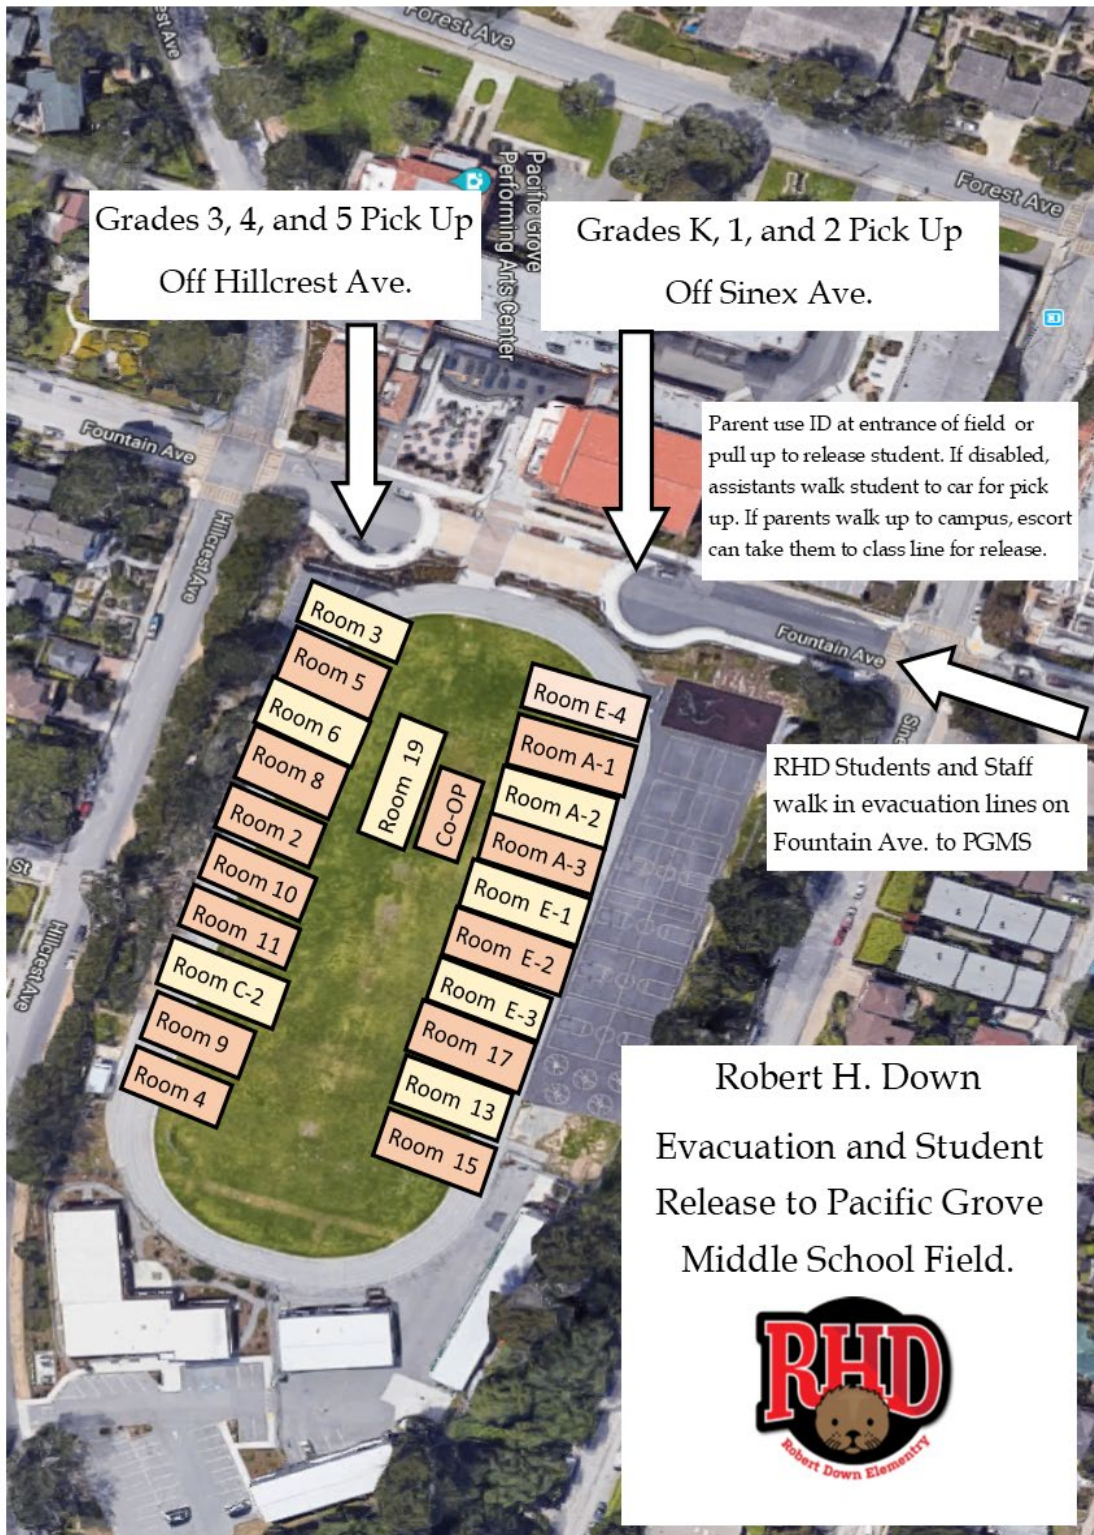 Forest Ave
est Ave
Pacific Grove
Performing Arts Center
Forest Ave
Grades 3, 4, and 5 Pick Up
Off Hillcrest Ave.
Grades K, 1, and 2 Pick Up
Off Sinex Ave.
Parent use ID at entrance of field or
pull up to release student. If disabled,
assistants walk student to car for pick
up. If parents walk up to campus, escort
can take them to class line for release.
Fountain Ave
Hillcrest Ave
Fountain Ave
Sine
RHD Students and Staff
walk in evacuation lines on
Fountain Ave. to PGMS
Room 3
Room 5
Room 6
Room 8
Room 2
Room 10
Room 11
Room C-2
Room 9
Room 4
Room 19
Co-OP
Room E-4
Room A-1
Room A-2
Room A-3
Room E-1
Room E-2
Room E-3
Room 17
Room 13
Room 15
St
Hillcrest Ave
Robert H. Down
Evacuation and Student
Release to Pacific Grove
Middle School Field.
RHD
Robert Down Elementry